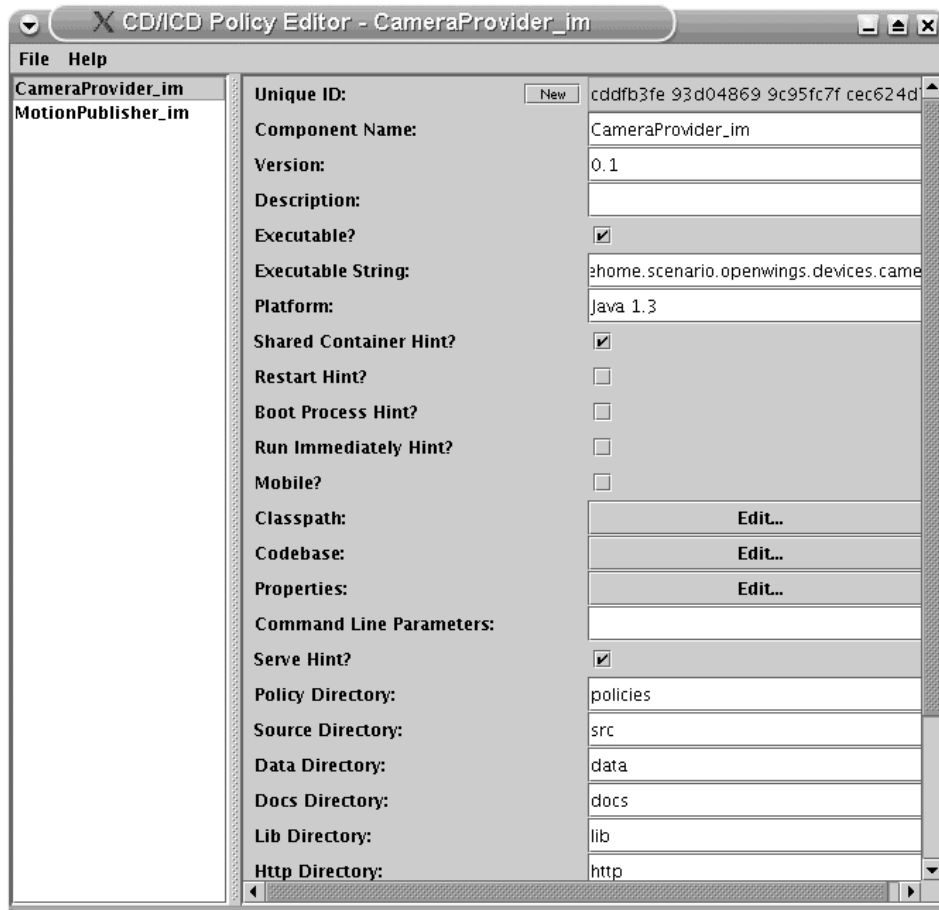 X CD/ICD Policy Editor - CameraProvider_im
File Help
CameraProvider_im
MotionPublisher_im
Unique ID: New cddfb3fe 93d04869 9c95fc7f cec624d
Component Name: CameraProvider_im
Version: 0.1
Description:
Executable?
Executable String: ehome.scenario.openwings.devices.came
Platform: Java 1.3
Shared Container Hint?
Restart Hint?
Boot Process Hint?
Run Immediately Hint?
Mobile?
Classpath: Edit...
Codebase: Edit...
Properties: Edit...
Command Line Parameters:
Serve Hint?
Policy Directory: policies
Source Directory: src
Data Directory: data
Docs Directory: docs
Lib Directory: lib
Http Directory: http